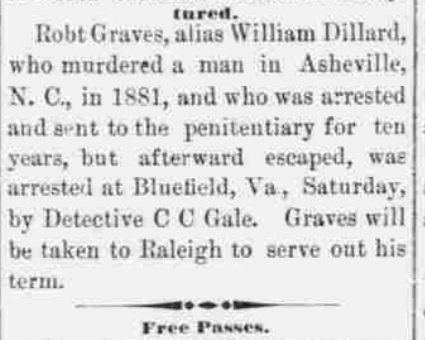 tured.
Robt Graves, alias William Dillard,
who murdered a man in Asheville,
N. C., in 1881, and who was arrested
and sent to the penitentiary for ten
years, but afterward escaped, was
arrested at Bluefield, Va, Saturday,
by Detective C C Gale. Graves will
be taken to Raleigh to serve out his
term.
Free Passes.